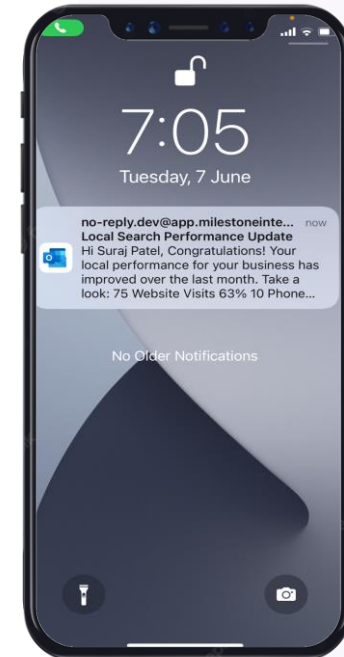 7:05
Tuesday, 7 June
no-reply.dev@app.milestoneinte... now
Local Search Performance Update
Hi Suraj Patel, Congratulations! Your
local performance for your business has
improved over the last month. Take a
look: 75 Website Visits 63% 10 Phone...
No Older Notifications